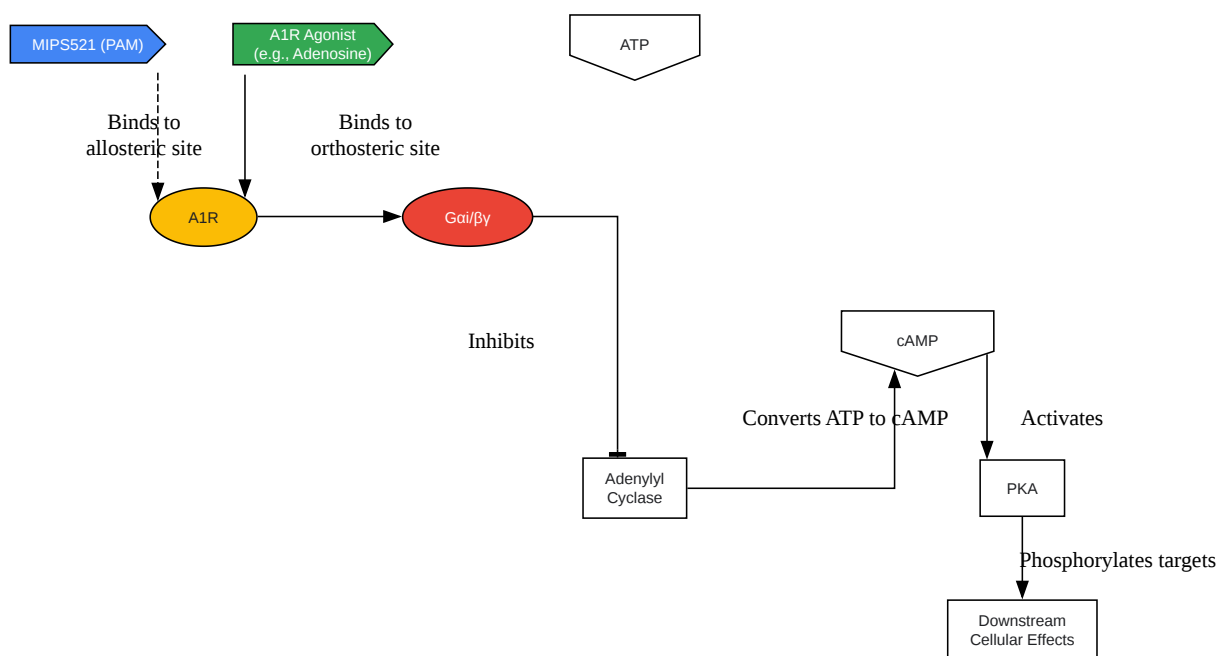 MIPS521 (PAM)
A1R Agonist
(e.g., Adenosine)
ATP
Binds to
allosteric site
Binds to
orthosteric site
A1R
Gαi/βγ
Inhibits
cAMP
Converts ATP to cAMP
Activates
Adenylyl
Cyclase
PKA
Phosphorylates targets
Downstream
Cellular Effects